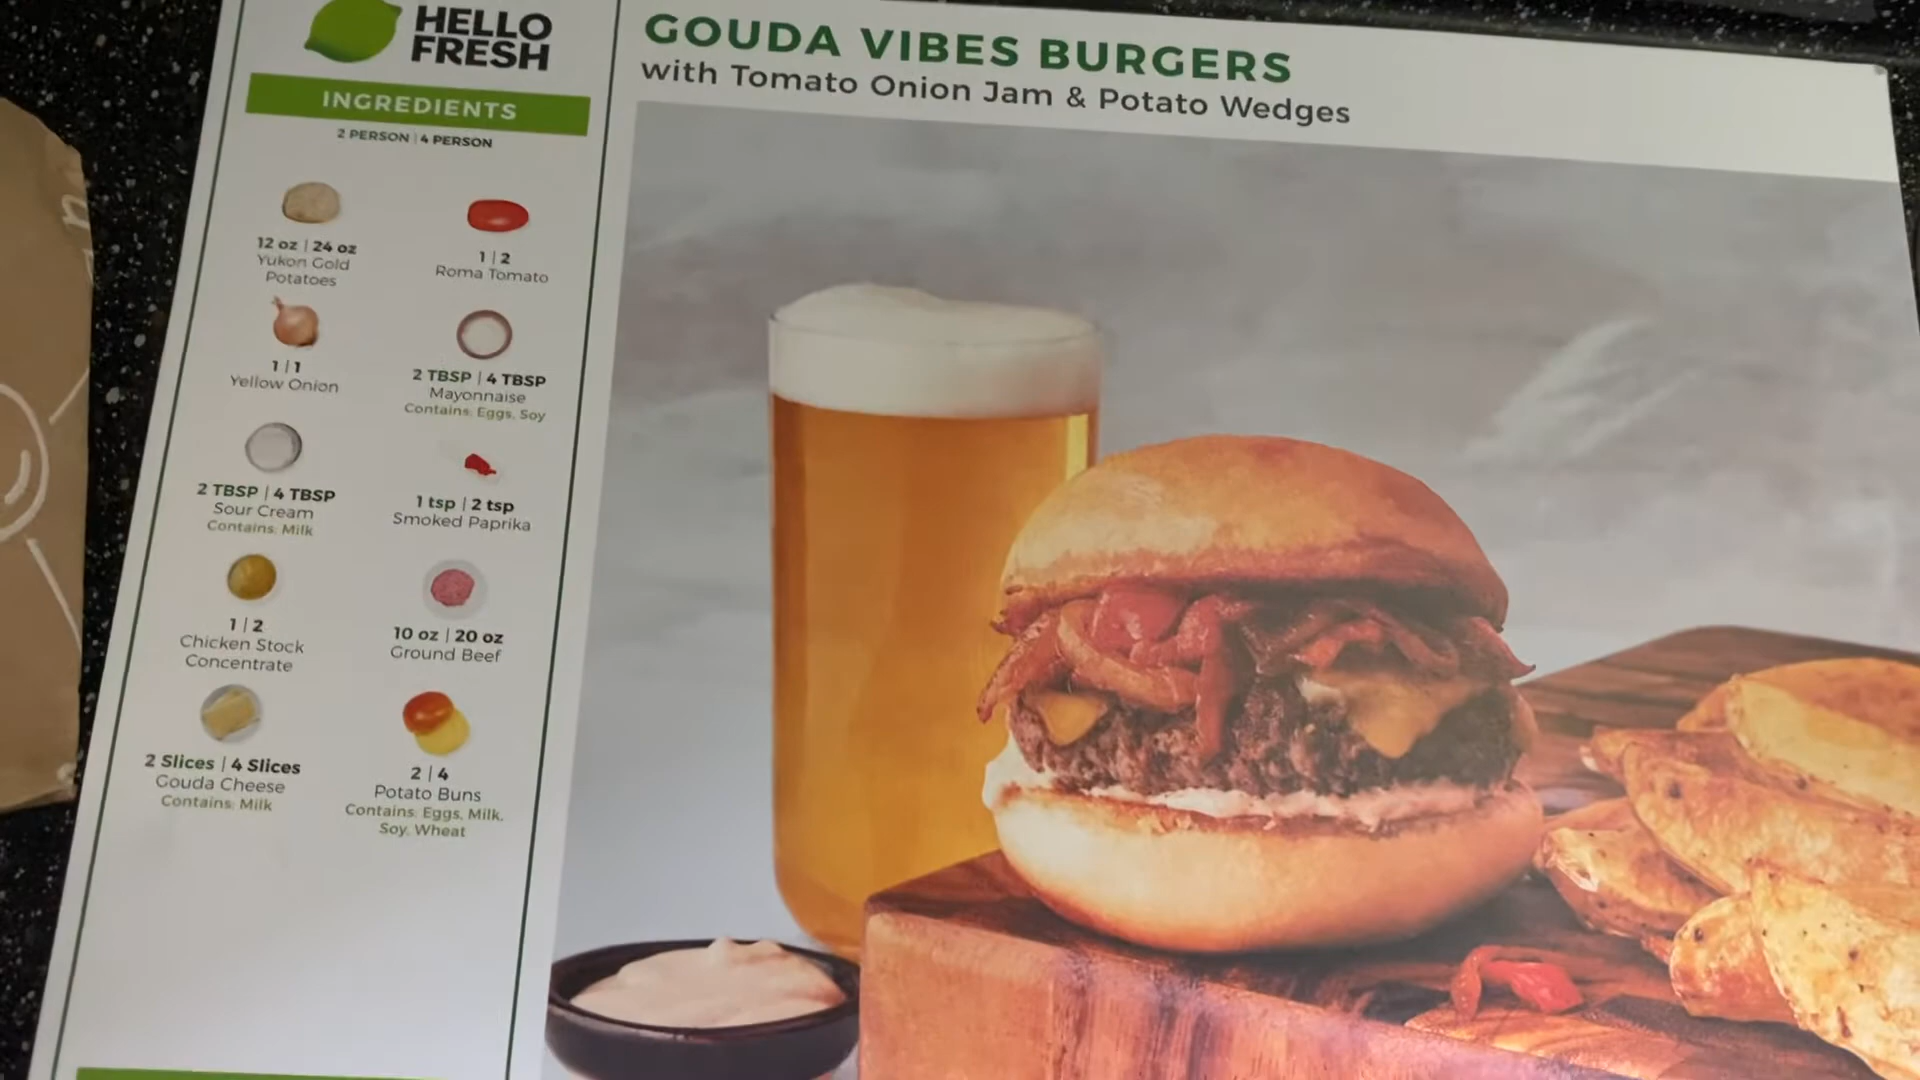 HELLO
FRESH
GOUDA VIBES BURGERS
with Tomato Onion Jam & Potato Wedges
INGREDIENTS
2 PERSON | 4 PERSON
12 oz | 24 oz
Yukon Gold
Potatoes
1 | 2
Roma Tomato
1 | 1
Yellow Onion
2 TBSP | 4 TBSP
Mayonnaise
Contains: Eggs, Soy
2 TBSP | 4 TBSP
Sour Cream
Contains: Milk
1 tsp | 2 tsp
Smoked Paprika
1 | 2
Chicken Stock
Concentrate
10 oz | 20 oz
Ground Beef
2 Slices | 4 Slices
Gouda Cheese
Contains: Milk
2 | 4
Potato Buns
Contains: Eggs, Milk,
Soy, Wheat